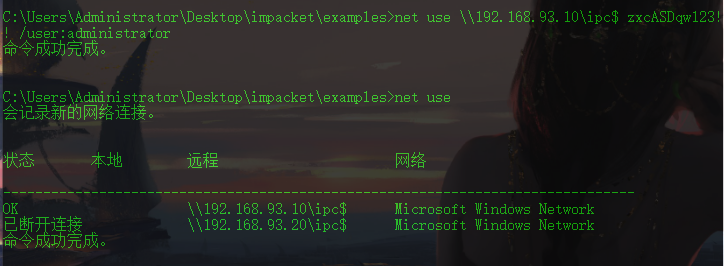 C:\Users\Administrator\Desktop\impacket\examples>net use \\192.168.93.10\ipc$ zxcASDqw123!
! /user:administrator
命令成功完成。
C:\Users\Administrator\Desktop\impacket\examples>net use
会记录新的网络连接。
状态 本地 远程 网络
-------------------------------------------------------------------------------
OK \\192.168.93.10\ipc$ Microsoft Windows Network
已断开连接 \\192.168.93.20\ipc$ Microsoft Windows Network
命令成功完成。